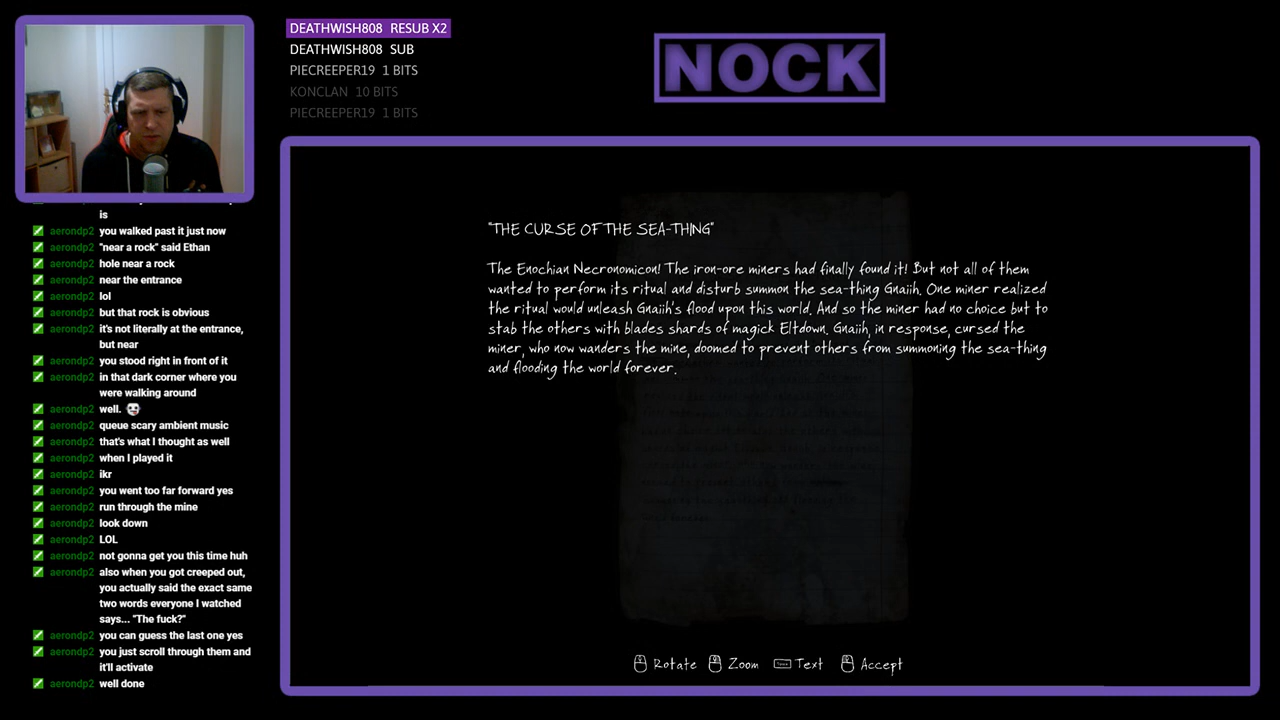 DEATHWISH808 RESUB X2
DEATHWISH808 SUB
PIECREEPER19 1 BITS
KONCLAN 10 BITS
PIECREEPER19 1 BITS
NOCK
is
aerondp2 you walked past it just now
aerondp2 "near a rock" said Ethan
aerondp2 hole near a rock
aerondp2 near the entrance
aerondp2 lol
aerondp2 but that rock is obvious
aerondp2 it's not literally at the entrance,
but near
aerondp2 you stood right in front of it
aerondp2 in that dark corner where you
were walking around
aerondp2 well.
aerondp2 queue scary ambient music
aerondp2 that's what I thought as well
aerondp2 when I played it
aerondp2 ikr
aerondp2 you went too far forward yes
aerondp2 run through the mine
aerondp2 look down
aerondp2 LOL
aerondp2 not gonna get you this time huh
aerondp2 also when you got creeped out,
you actually said the exact same
two words everyone I watched
says... "The fuck?"
aerondp2 you can guess the last one yes
aerondp2 you just scroll through them and
it'll activate
aerondp2 well done
"THE CURSE OF THE SEA-THING"
The Enochian Necronomicon! The iron-ore miners had finally found it! But not all of them
wanted to perform its ritual and disturb summon the sea-thing Gnaiih. One miner realized
the ritual would unleash Gnaiih's flood upon this world. And so the miner had no choice but to
stab the others with blades shards of magick Eltdown. Gnaiih, in response, cursed the
miner, who now wanders the mine, doomed to prevent others from summoning the sea-thing
and flooding the world forever.
Rotate Zoom Text Accept